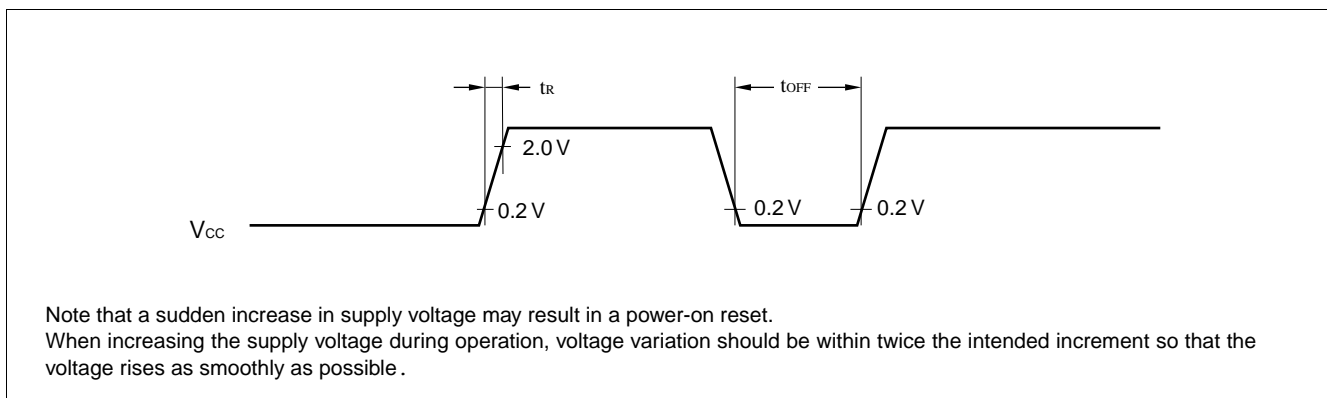 tR
tOFF
2.0 V
0.2 V
0.2 V
0.2 V
VCC
Note that a sudden increase in supply voltage may result in a power-on reset.
When increasing the supply voltage during operation, voltage variation should be within twice the intended increment so that the
voltage rises as smoothly as possible.